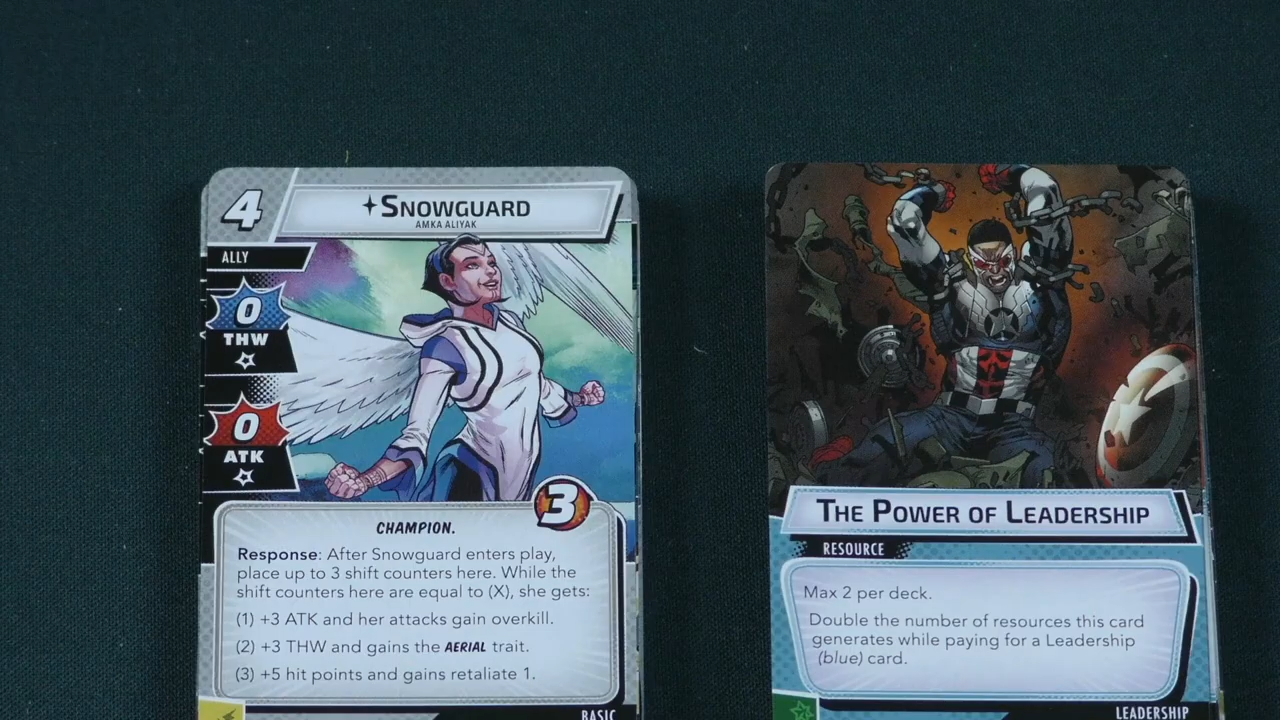 4
SNOWGUARD
AMKA ALIYAK
ALLY
0
THW
0
ATK
3
CHAMPION.
Response: After Snowguard enters play,
place up to 3 shift counters here. While the
shift counters here are equal to (X), she gets:
(1) +3 ATK and her attacks gain overkill.
(2) +3 THW and gains the AERIAL trait.
(3) +5 hit points and gains retaliate 1.
BASIC
THE POWER OF LEADERSHIP
RESOURCE
Max 2 per deck.
Double the number of resources this card
generates while paying for a Leadership
(blue) card.
LEADERSHIP